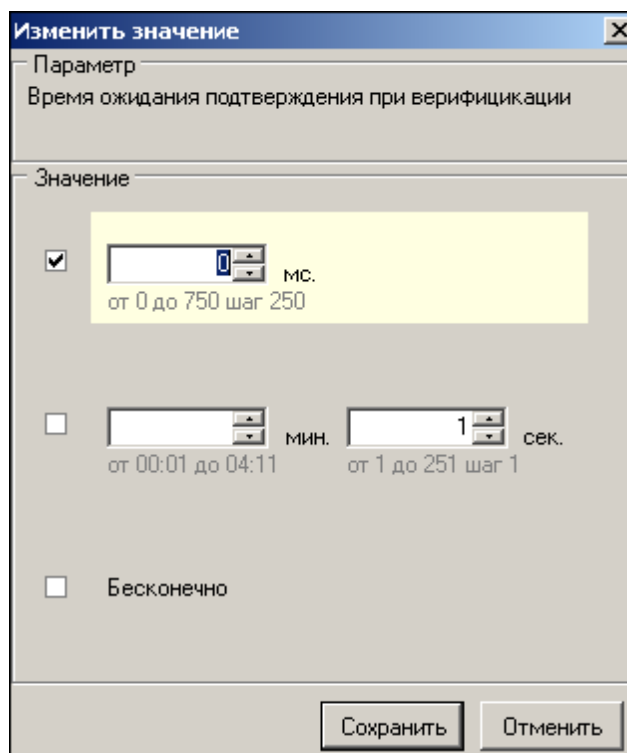 Изменить значение
Параметр
Время ожидания подтверждения при верифицикации
Значение
0 мс.
от 0 до 750 шаг 250
мин. 1 сек.
от 00:01 до 04:11 от 1 до 251 шаг 1
Бесконечно
Сохранить Отменить